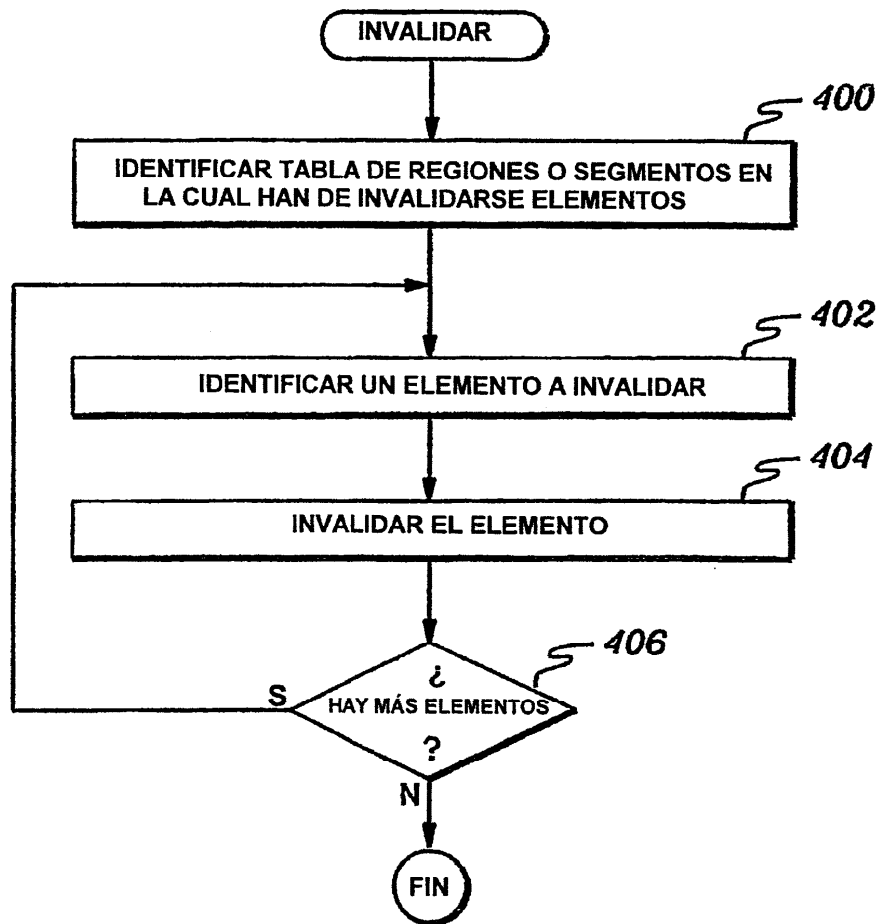 INVALIDAR
400
IDENTIFICAR TABLA DE REGIONES O SEGMENTOS EN
LA CUAL HAN DE INVALIDARSE ELEMENTOS
402
IDENTIFICAR UN ELEMENTO A INVALIDAR
404
INVALIDAR EL ELEMENTO
406
¿
S
HAY MÁS ELEMENTOS
?
N
FIN